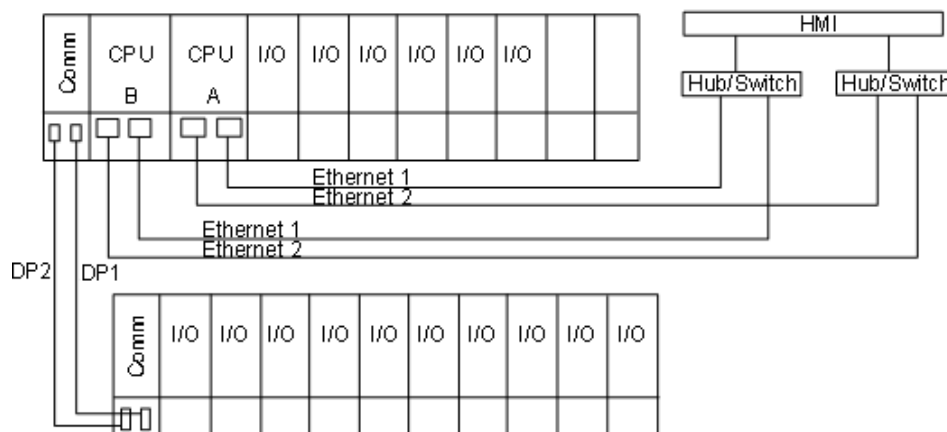 HMI
Comm CPU CPU I/O I/O I/O I/O I/O I/O
B A
Hub/Switch Hub/Switch
Ethernet 1
Ethernet 2
Ethernet 1
Ethernet 2
DP2 DP1
Comm I/O I/O I/O I/O I/O I/O I/O I/O I/O I/O